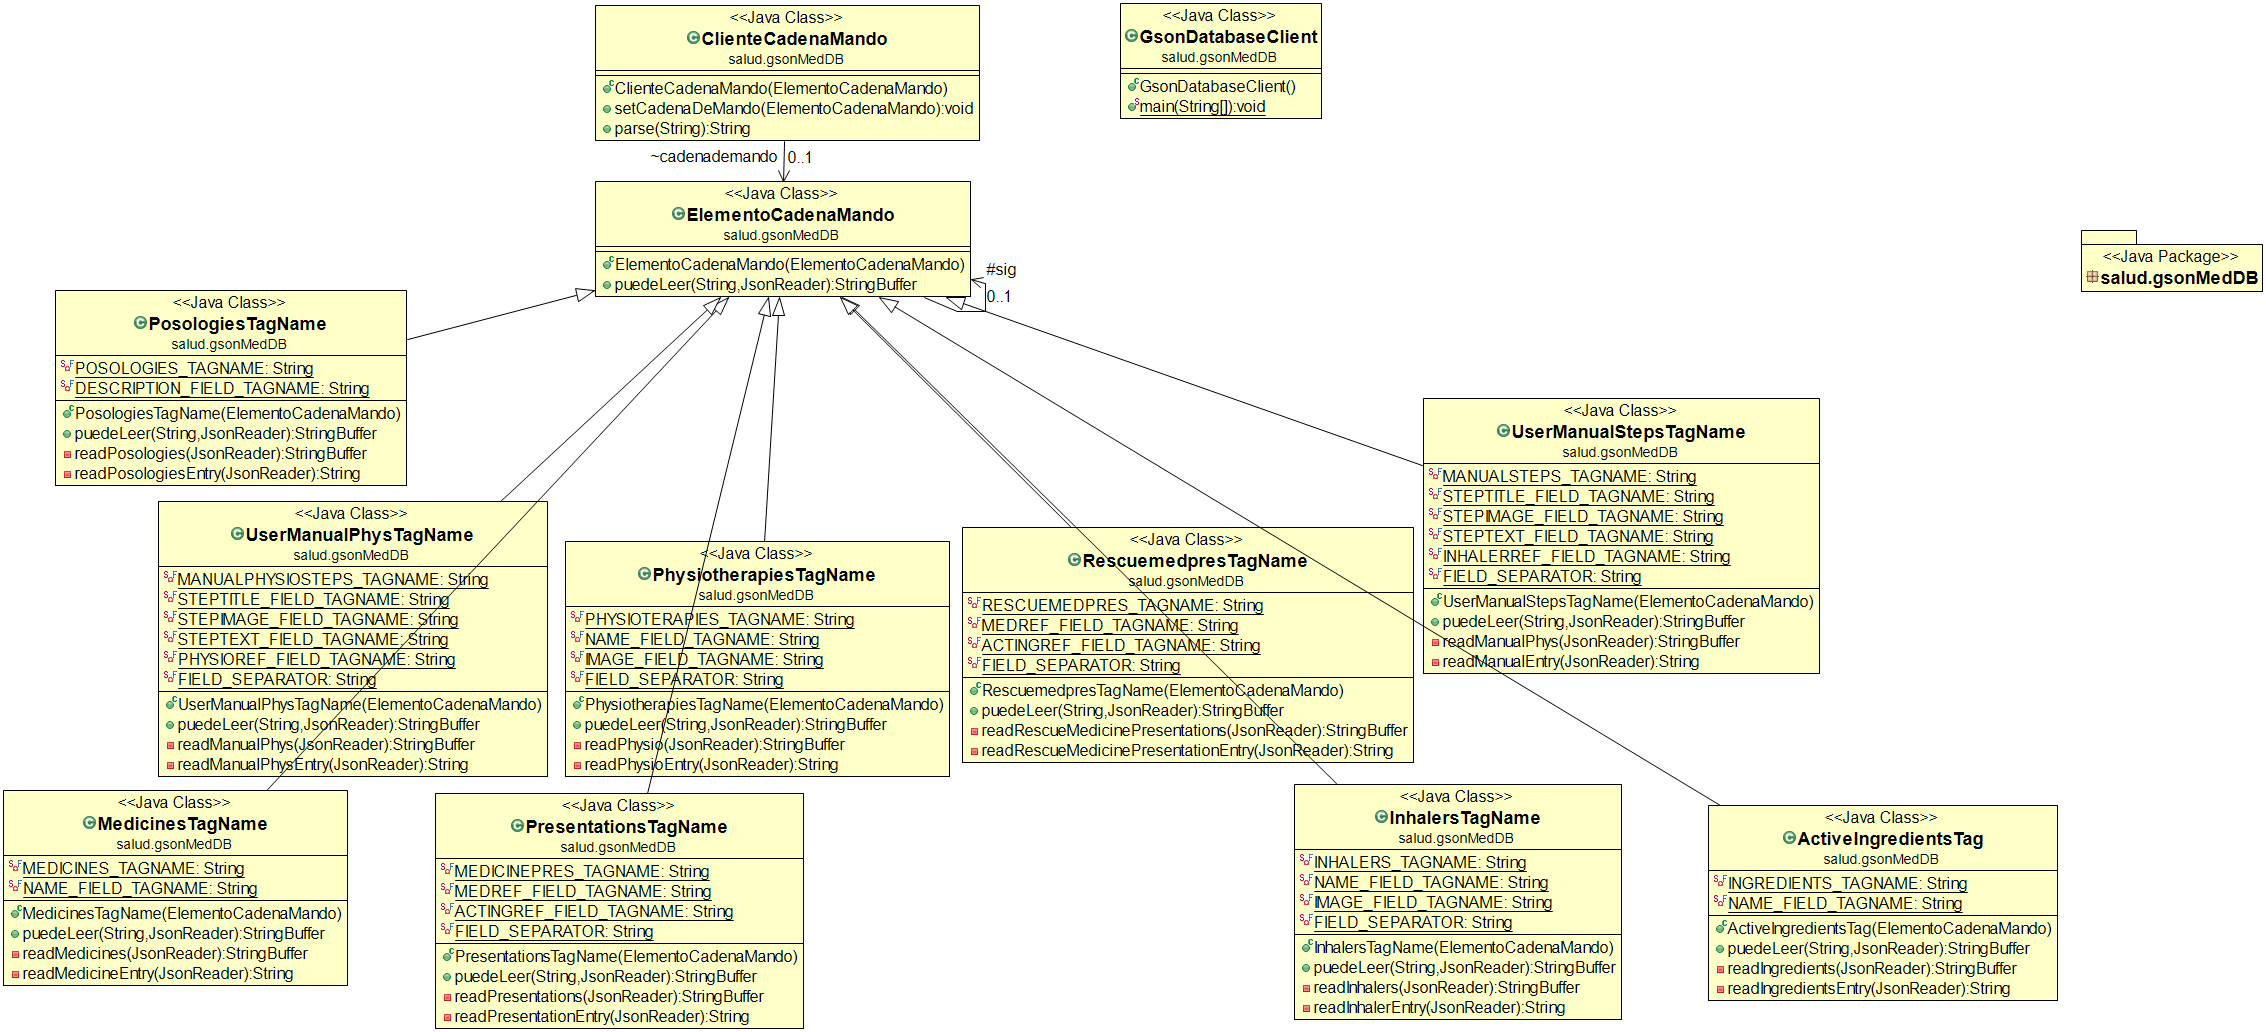 <<Java Class>>
ClienteCadenaMando
salud.gsonMedDB
ClienteCadenaMando(ElementoCadenaMando)
setCadenaDeMando(ElementoCadenaMando):void
parse(String):String
<<Java Class>>
GsonDatabaseClient
salud.gsonMedDB
GsonDatabaseClient()
main(String[]):void
~cadenademando
0..1
<<Java Class>>
ElementoCadenaMando
salud.gsonMedDB
ElementoCadenaMando(ElementoCadenaMando)
puedeLeer(String,JsonReader):StringBuffer
#sig
0..1
<<Java Package>>
salud.gsonMedDB
<<Java Class>>
PosologiesTagName
salud.gsonMedDB
POSOLOGIES_TAGNAME: String
DESCRIPTION_FIELD_TAGNAME: String
PosologiesTagName(ElementoCadenaMando)
puedeLeer(String,JsonReader):StringBuffer
readPosologies(JsonReader):StringBuffer
readPosologiesEntry(JsonReader):String
<<Java Class>>
UserManualStepsTagName
salud.gsonMedDB
MANUALSTEPS_TAGNAME: String
STEPTITLE_FIELD_TAGNAME: String
STEPIMAGE_FIELD_TAGNAME: String
STEPTEXT_FIELD_TAGNAME: String
INHALERREF_FIELD_TAGNAME: String
FIELD_SEPARATOR: String
UserManualStepsTagName(ElementoCadenaMando)
puedeLeer(String,JsonReader):StringBuffer
readManualPhys(JsonReader):StringBuffer
readManualEntry(JsonReader):String
<<Java Class>>
UserManualPhysTagName
salud.gsonMedDB
MANUALPHYSIOSTEPS_TAGNAME: String
STEPTITLE_FIELD_TAGNAME: String
STEPIMAGE_FIELD_TAGNAME: String
STEPTEXT_FIELD_TAGNAME: String
PHYSIOREF_FIELD_TAGNAME: String
FIELD_SEPARATOR: String
UserManualPhysTagName(ElementoCadenaMando)
puedeLeer(String,JsonReader):StringBuffer
readManualPhys(JsonReader):StringBuffer
readManualPhysEntry(JsonReader):String
<<Java Class>>
PhysiotherapiesTagName
salud.gsonMedDB
PHYSIOTERAPIES_TAGNAME: String
NAME_FIELD_TAGNAME: String
IMAGE_FIELD_TAGNAME: String
FIELD_SEPARATOR: String
PhysiotherapiesTagName(ElementoCadenaMando)
puedeLeer(String,JsonReader):StringBuffer
readPhysio(JsonReader):StringBuffer
readPhysioEntry(JsonReader):String
<<Java Class>>
RescuemedpresTagName
salud.gsonMedDB
RESCUEMEDPRES_TAGNAME: String
MEDREF_FIELD_TAGNAME: String
ACTINGREF_FIELD_TAGNAME: String
FIELD_SEPARATOR: String
RescuemedpresTagName(ElementoCadenaMando)
puedeLeer(String,JsonReader):StringBuffer
readRescueMedicinePresentations(JsonReader):StringBuffer
readRescueMedicinePresentationEntry(JsonReader):String
<<Java Class>>
MedicinesTagName
salud.gsonMedDB
MEDICINES_TAGNAME: String
NAME_FIELD_TAGNAME: String
MedicinesTagName(ElementoCadenaMando)
puedeLeer(String,JsonReader):StringBuffer
readMedicines(JsonReader):StringBuffer
readMedicineEntry(JsonReader):String
<<Java Class>>
PresentationsTagName
salud.gsonMedDB
MEDICINEPRES_TAGNAME: String
MEDREF_FIELD_TAGNAME: String
ACTINGREF_FIELD_TAGNAME: String
FIELD_SEPARATOR: String
PresentationsTagName(ElementoCadenaMando)
puedeLeer(String,JsonReader):StringBuffer
readPresentations(JsonReader):StringBuffer
readPresentationEntry(JsonReader):String
<<Java Class>>
InhalersTagName
salud.gsonMedDB
INHALERS_TAGNAME: String
NAME_FIELD_TAGNAME: String
IMAGE_FIELD_TAGNAME: String
FIELD_SEPARATOR: String
InhalersTagName(ElementoCadenaMando)
puedeLeer(String,JsonReader):StringBuffer
readInhalers(JsonReader):StringBuffer
readInhalerEntry(JsonReader):String
<<Java Class>>
ActiveIngredientsTag
salud.gsonMedDB
INGREDIENTS_TAGNAME: String
NAME_FIELD_TAGNAME: String
ActiveIngredientsTag(ElementoCadenaMando)
puedeLeer(String,JsonReader):StringBuffer
readIngredients(JsonReader):StringBuffer
readIngredientsEntry(JsonReader):String